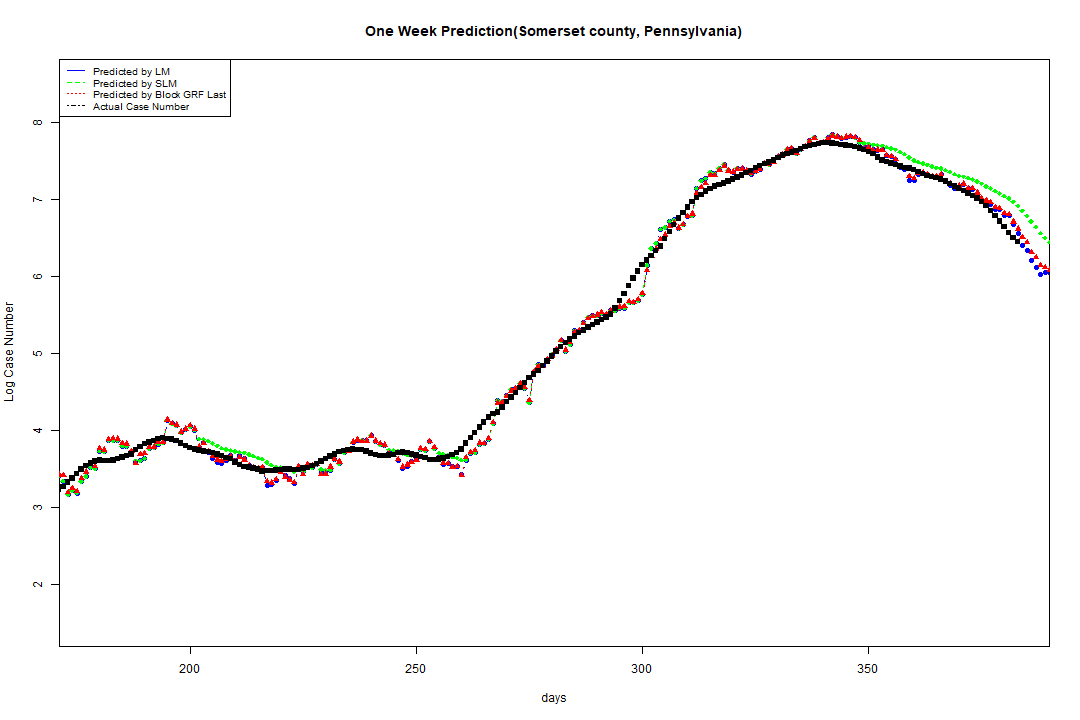 One Week Prediction(Somerset county, Pennsylvania)
Predicted by LM
Predicted by SLM
Predicted by Block GRF Last
Actual Case Number
8
7
6
5
4
3
2
Log Case Number
200 250 300 350
days